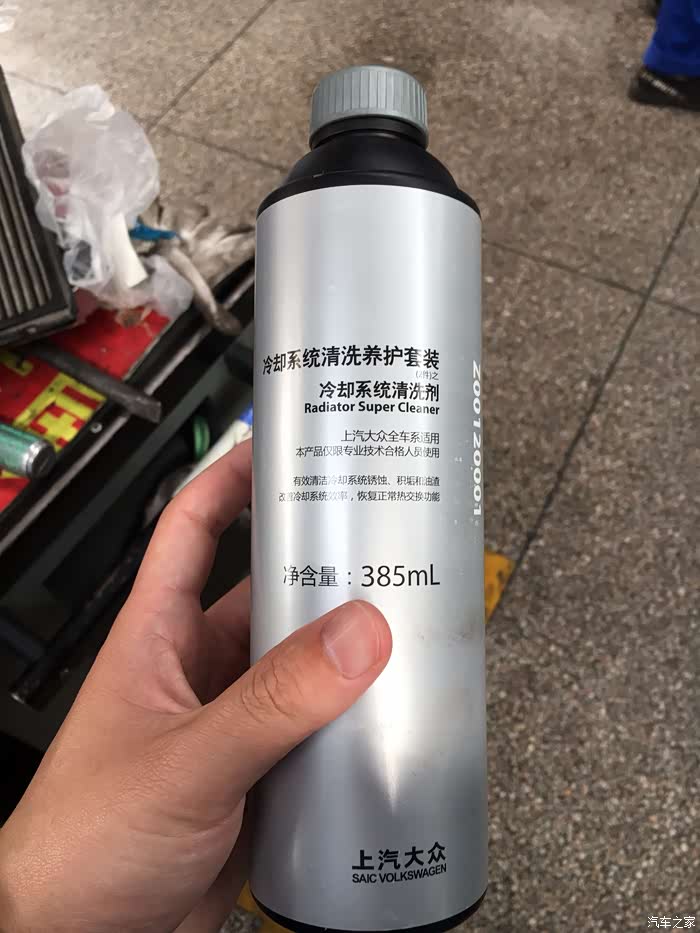 冷却系统清洗养护套装
(2件)之
冷却系统清洗剂
Radiator Super Cleaner
上汽大众全车系适用
本产品仅限专业技术合格人员使用
有效清洁冷却系统锈蚀、积垢和油渣
改善冷却系统效率，恢复正常热交换功能
净含量：385mL
Z00120001
上汽大众
SAIC VOLKSWAGEN
汽车之家